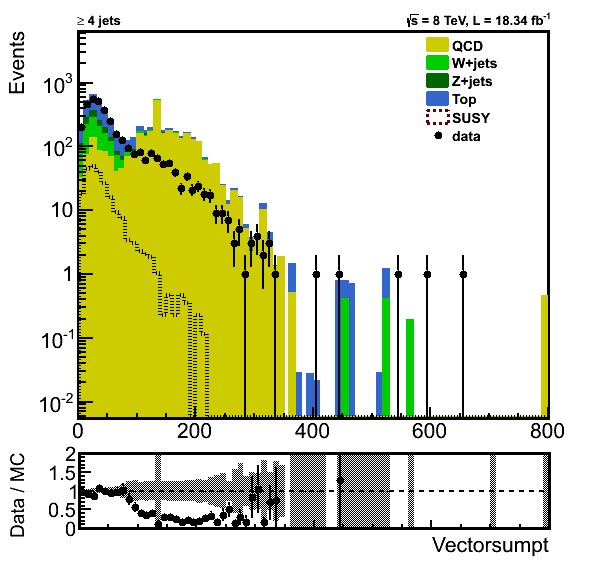 ≥ 4 jets
√s = 8 TeV, L = 18.34 fb⁻¹
Events
QCD
W+jets
Z+jets
Top
SUSY
data
10³
10²
10
1
10⁻¹
10⁻²
0 200 400 600 800
Data / MC
2
1.5
1
0.5
0
Vectorsumpt